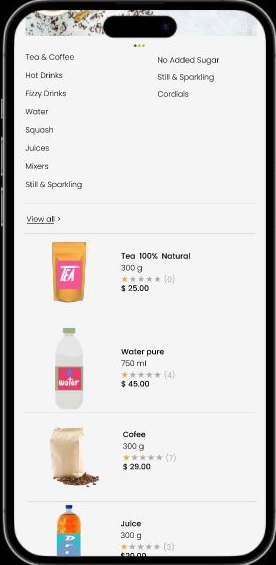 Tea & Coffee
Hot Drinks
Fizzy Drinks
Water
Squash
Juices
Mixers
Still & Sparkling
No Added Sugar
Still & Sparkling
Cordials
View all >
TEA
Tea 100% Natural
300 g
(0)
$ 25.00
water
Water pure
750 ml
(4)
$ 45.00
Cofee
300 g
(7)
$ 29.00
Juice
300 g
(3)
$20.00